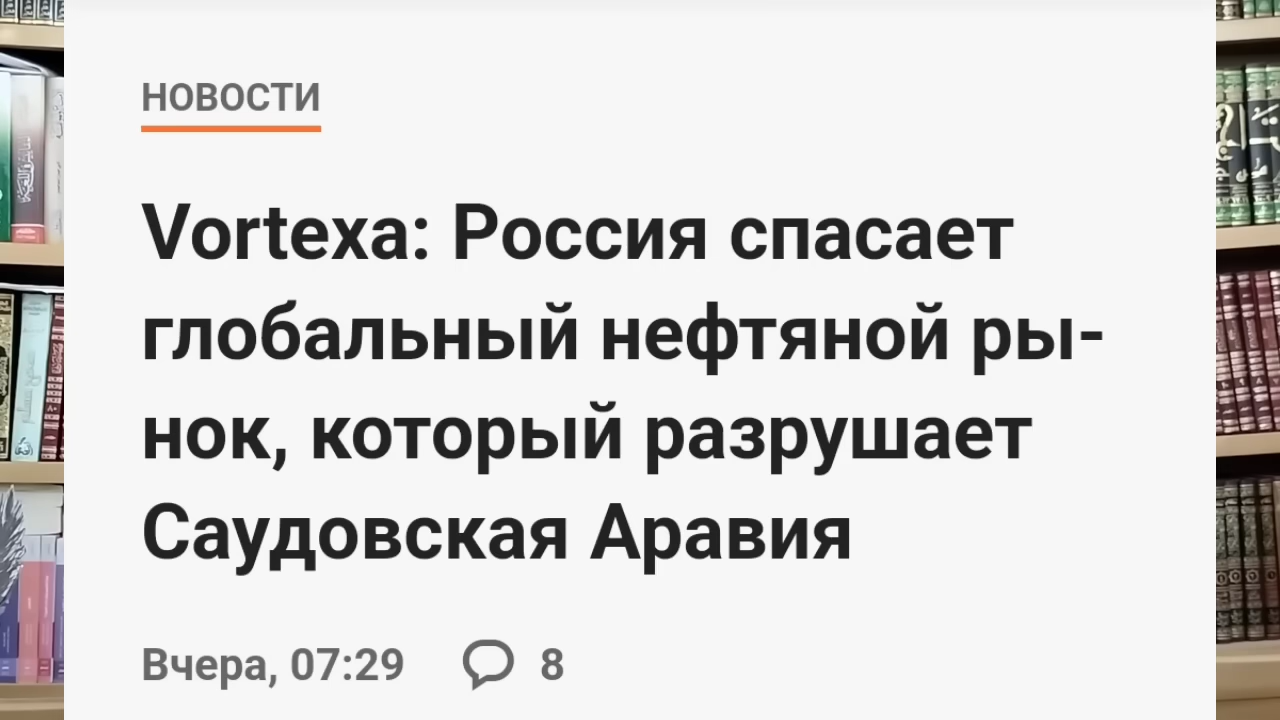 НОВОСТИ
Vortexa: Россия спасает
глобальный нефтяной ры-
нок, который разрушает
Саудовская Аравия
Вчера, 07:29 8